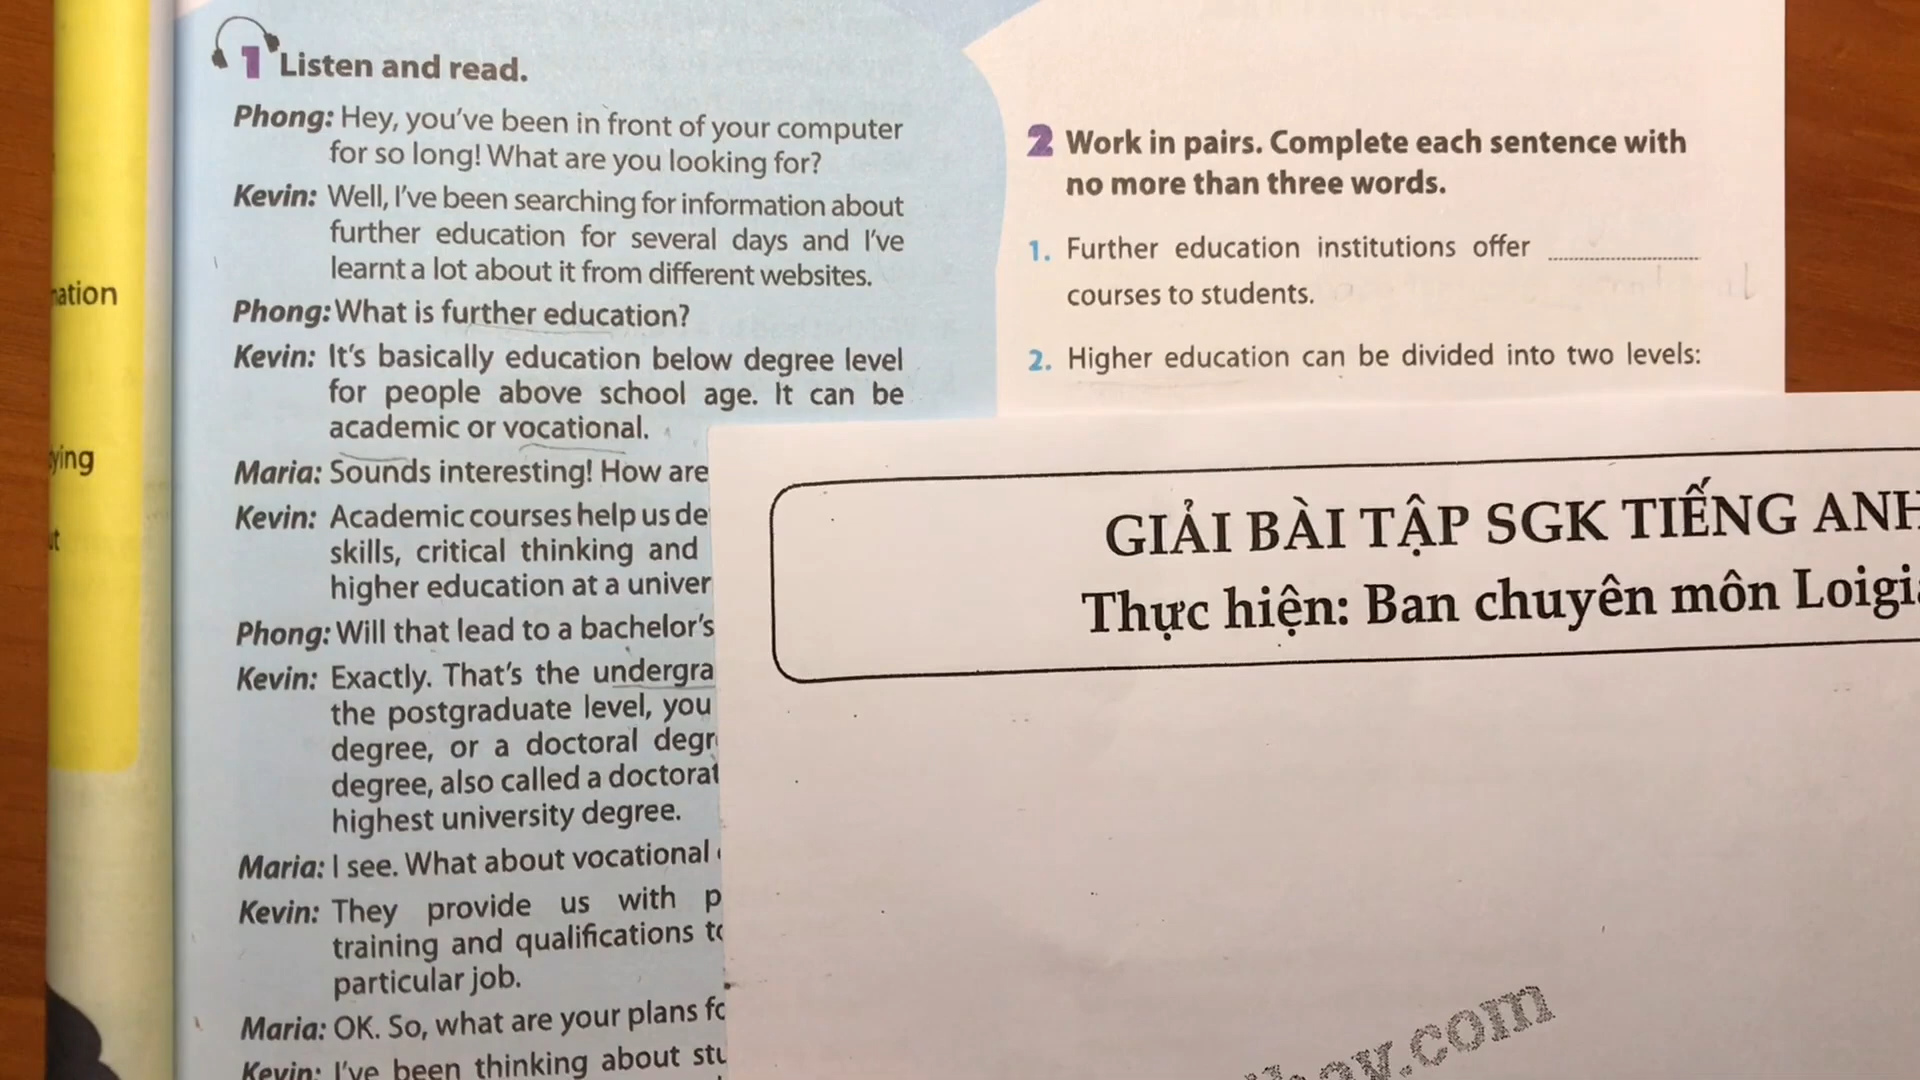 1 Listen and read.
Phong: Hey, you've been in front of your computer
for so long! What are you looking for?
Kevin: Well, I've been searching for information about
further education for several days and I've
learnt a lot about it from different websites.
Phong: What is further education?
Kevin: It's basically education below degree level
for people above school age. It can be
academic or vocational.
Maria: Sounds interesting! How are
Kevin: Academic courses help us de
skills, critical thinking and
higher education at a univer
Phong: Will that lead to a bachelor's
Kevin: Exactly. That's the undergra
the postgraduate level, you
degree, or a doctoral degr
degree, also called a doctorat
highest university degree.
Maria: I see. What about vocational
Kevin: They provide us with p
training and qualifications to
particular job.
Maria: OK. So, what are your plans fo
Kevin: I've been thinking about stu
2 Work in pairs. Complete each sentence with
no more than three words.
1. Further education institutions offer
courses to students.
2. Higher education can be divided into two levels:
GIẢI BÀI TẬP SGK TIẾNG ANH
Thực hiện: Ban chuyên môn Loigia
hay.com
ation
ying